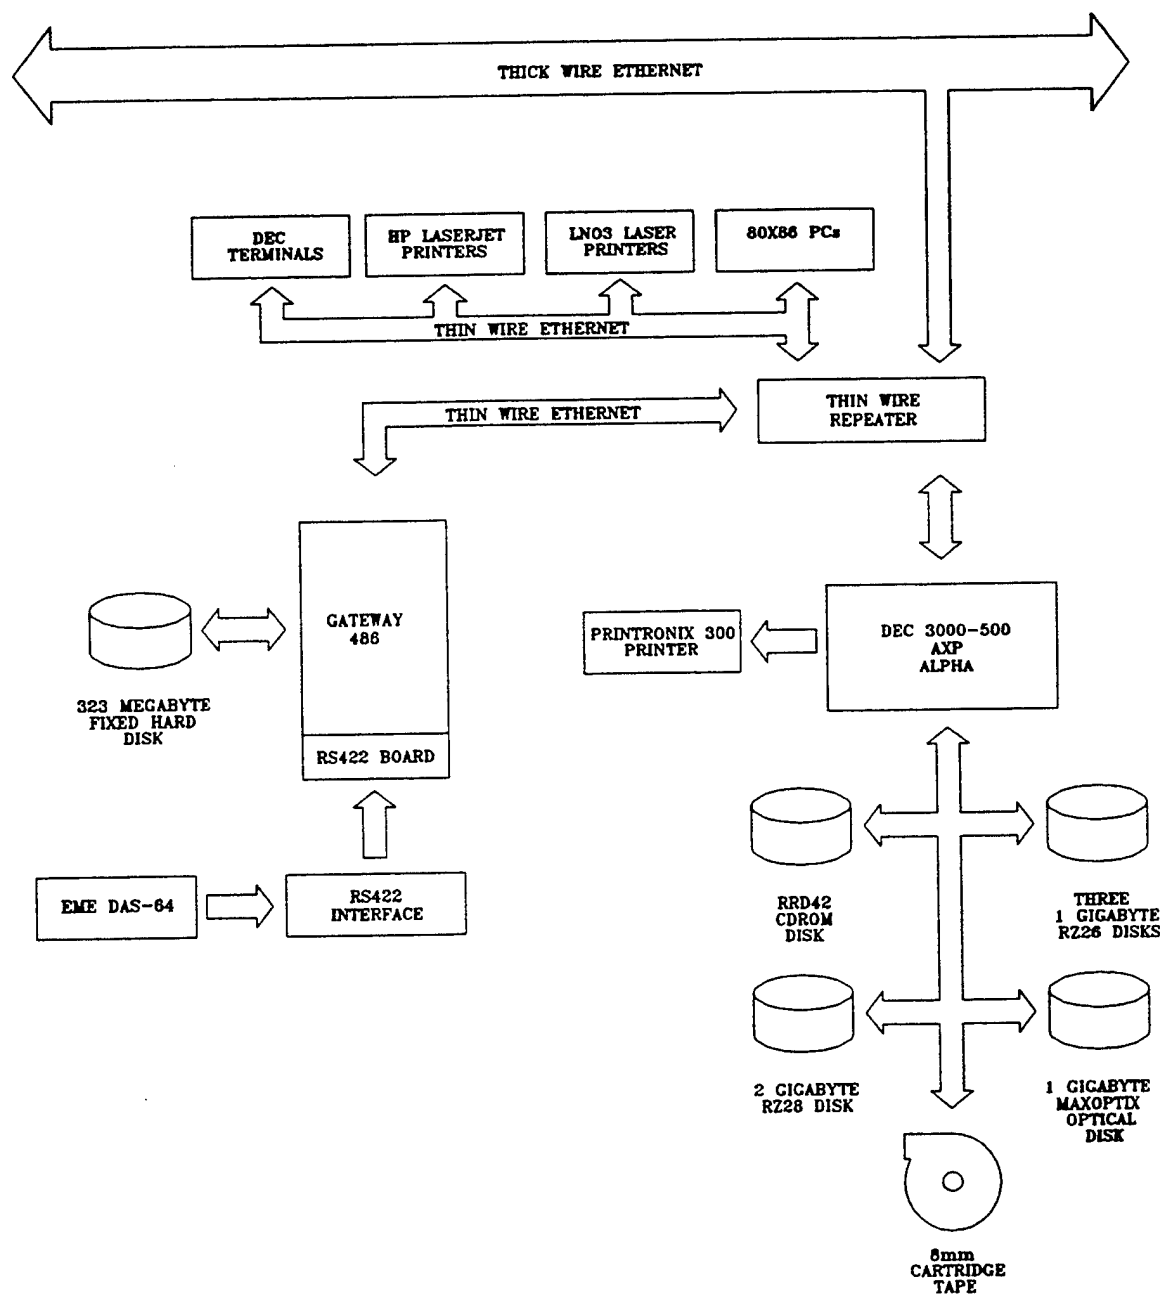 THICK WIRE ETHERNET
DEC
TERMINALS
HP LASERJET
PRINTERS
LN03 LASER
PRINTERS
80X86 PCs
THIN WIRE ETHERNET
THIN WIRE ETHERNET
THIN WIRE
REPEATER
GATEWAY
486
RS422 BOARD
323 MEGABYTE
FIXED HARD
DISK
PRINTRONIX 300
PRINTER
DEC 3000-500
AXP
ALPHA
EME DAS-64
RS422
INTERFACE
RRD42
CDROM
DISK
THREE
1 GIGABYTE
RZ26 DISKS
2 GIGABYTE
RZ28 DISK
1 GIGABYTE
MAXOPTIX
OPTICAL
DISK
8mm
CARTRIDGE
TAPE